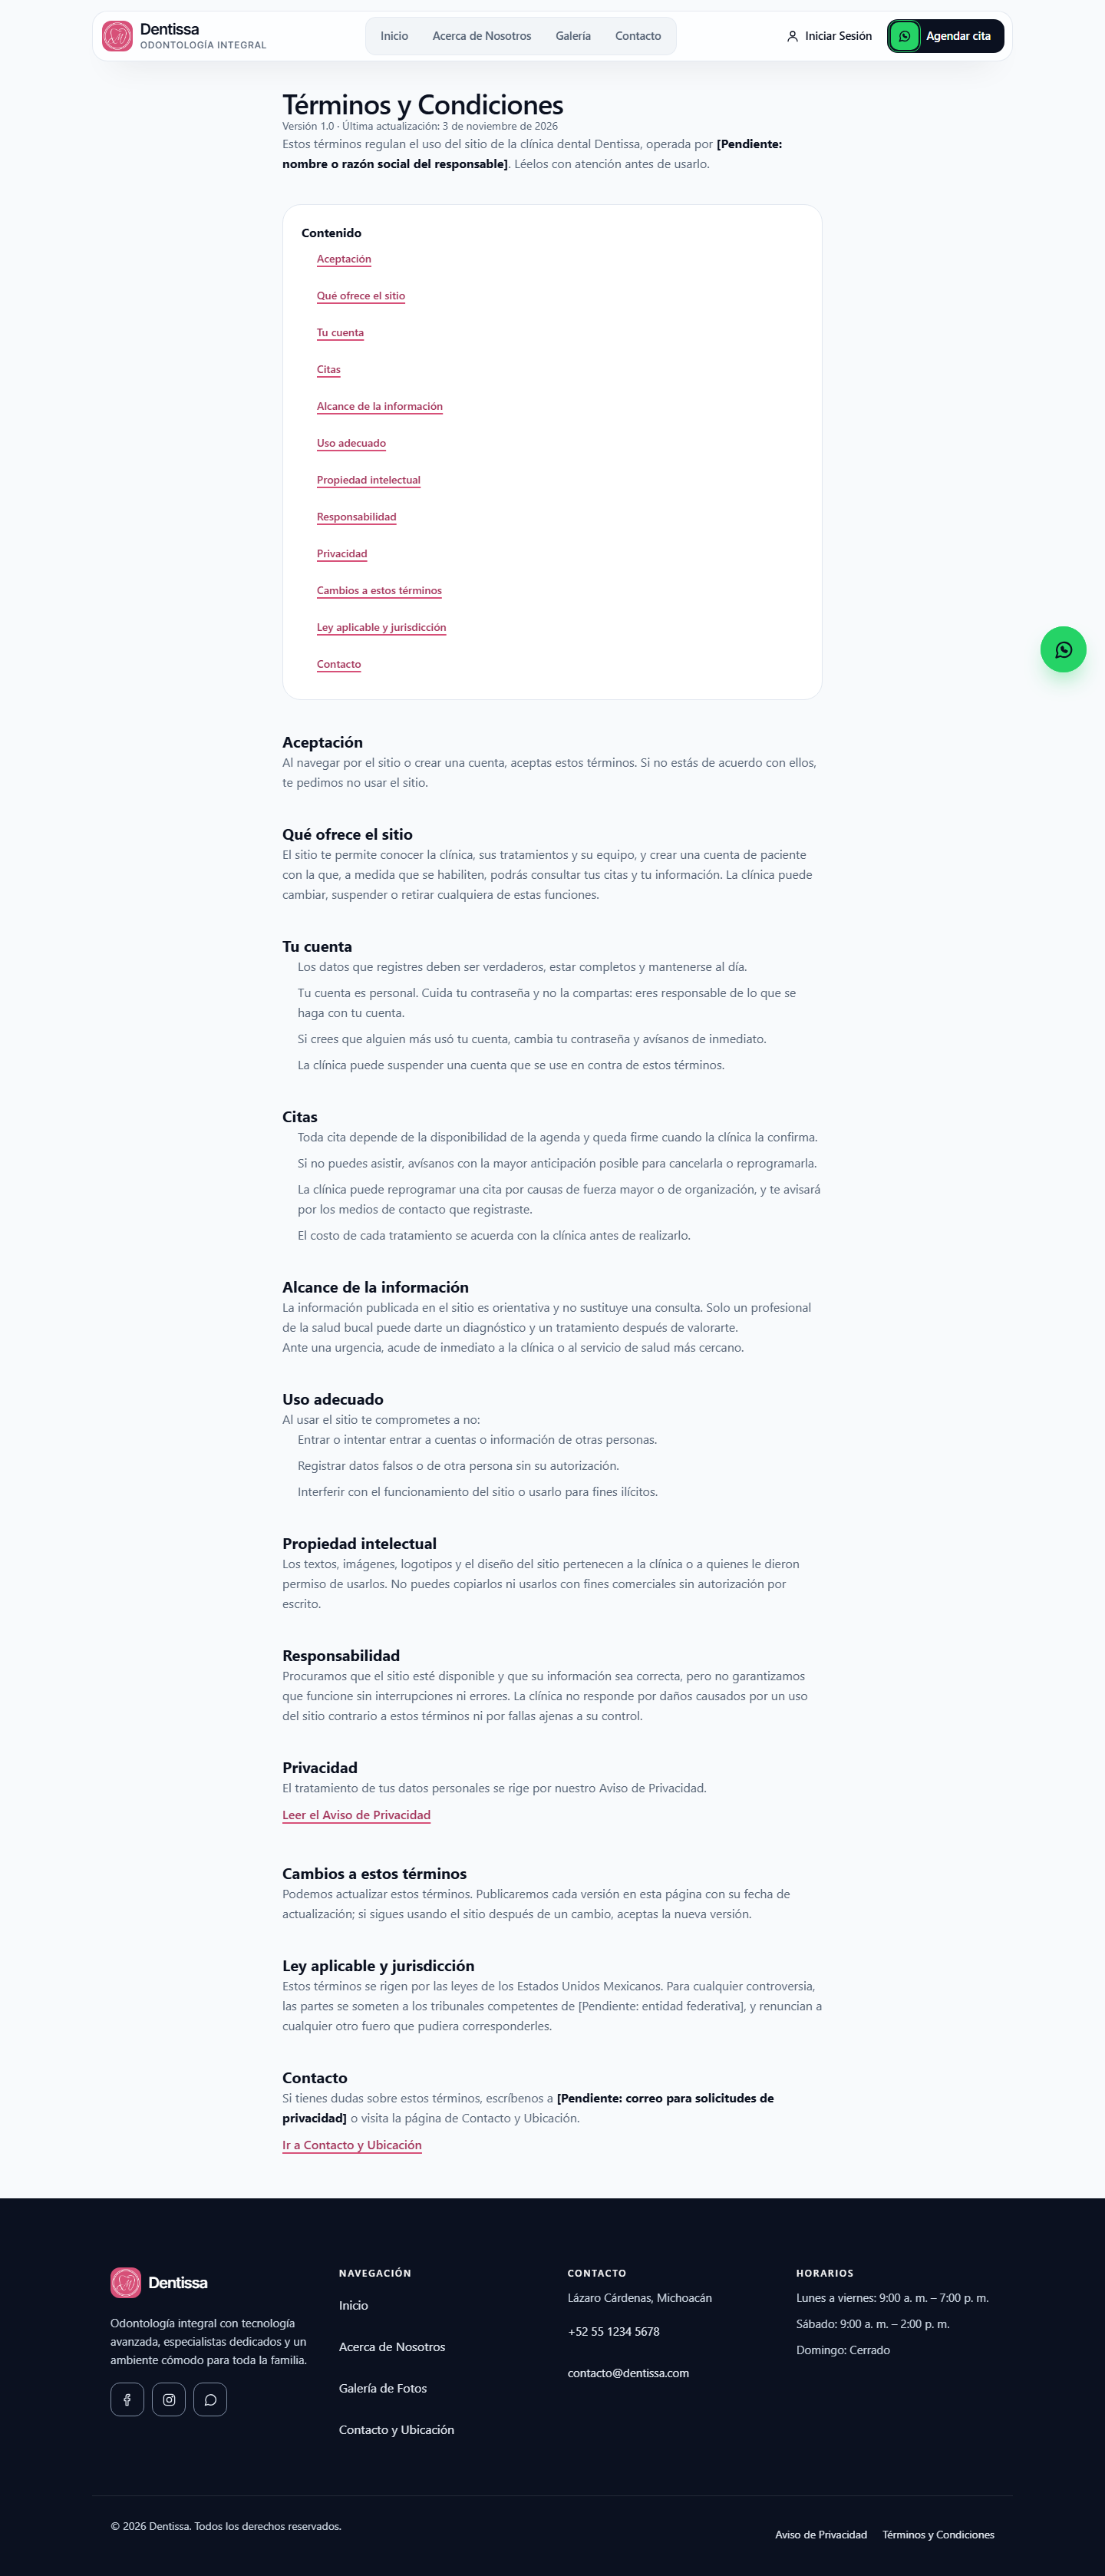 Dentissa
ODONTOLOGÍA INTEGRAL
Inicio
Acerca de Nosotros
Galería
Contacto
Iniciar Sesión
Agendar cita
Términos y Condiciones
Versión 1.0 · Última actualización: 3 de noviembre de 2026
Estos términos regulan el uso del sitio de la clínica dental Dentissa, operada por [Pendiente:
nombre o razón social del responsable]. Léelos con atención antes de usarlo.
Contenido
Aceptación
Qué ofrece el sitio
Tu cuenta
Citas
Alcance de la información
Uso adecuado
Propiedad intelectual
Responsabilidad
Privacidad
Cambios a estos términos
Ley aplicable y jurisdicción
Contacto
Aceptación
Al navegar por el sitio o crear una cuenta, aceptas estos términos. Si no estás de acuerdo con ellos,
te pedimos no usar el sitio.
Qué ofrece el sitio
El sitio te permite conocer la clínica, sus tratamientos y su equipo, y crear una cuenta de paciente
con la que, a medida que se habiliten, podrás consultar tus citas y tu información. La clínica puede
cambiar, suspender o retirar cualquiera de estas funciones.
Tu cuenta
Los datos que registres deben ser verdaderos, estar completos y mantenerse al día.
Tu cuenta es personal. Cuida tu contraseña y no la compartas: eres responsable de lo que se
haga con tu cuenta.
Si crees que alguien más usó tu cuenta, cambia tu contraseña y avísanos de inmediato.
La clínica puede suspender una cuenta que se use en contra de estos términos.
Citas
Toda cita depende de la disponibilidad de la agenda y queda firme cuando la clínica la confirma.
Si no puedes asistir, avísanos con la mayor anticipación posible para cancelarla o reprogramarla.
La clínica puede reprogramar una cita por causas de fuerza mayor o de organización, y te avisará
por los medios de contacto que registraste.
El costo de cada tratamiento se acuerda con la clínica antes de realizarlo.
Alcance de la información
La información publicada en el sitio es orientativa y no sustituye una consulta. Solo un profesional
de la salud bucal puede darte un diagnóstico y un tratamiento después de valorarte.
Ante una urgencia, acude de inmediato a la clínica o al servicio de salud más cercano.
Uso adecuado
Al usar el sitio te comprometes a no:
Entrar o intentar entrar a cuentas o información de otras personas.
Registrar datos falsos o de otra persona sin su autorización.
Interferir con el funcionamiento del sitio o usarlo para fines ilícitos.
Propiedad intelectual
Los textos, imágenes, logotipos y el diseño del sitio pertenecen a la clínica o a quienes le dieron
permiso de usarlos. No puedes copiarlos ni usarlos con fines comerciales sin autorización por
escrito.
Responsabilidad
Procuramos que el sitio esté disponible y que su información sea correcta, pero no garantizamos
que funcione sin interrupciones ni errores. La clínica no responde por daños causados por un uso
del sitio contrario a estos términos ni por fallas ajenas a su control.
Privacidad
El tratamiento de tus datos personales se rige por nuestro Aviso de Privacidad.
Leer el Aviso de Privacidad
Cambios a estos términos
Podemos actualizar estos términos. Publicaremos cada versión en esta página con su fecha de
actualización; si sigues usando el sitio después de un cambio, aceptas la nueva versión.
Ley aplicable y jurisdicción
Estos términos se rigen por las leyes de los Estados Unidos Mexicanos. Para cualquier controversia,
las partes se someten a los tribunales competentes de [Pendiente: entidad federativa], y renuncian a
cualquier otro fuero que pudiera corresponderles.
Contacto
Si tienes dudas sobre estos términos, escríbenos a [Pendiente: correo para solicitudes de
privacidad] o visita la página de Contacto y Ubicación.
Ir a Contacto y Ubicación
Dentissa
Odontología integral con tecnología
avanzada, especialistas dedicados y un
ambiente cómodo para toda la familia.
NAVEGACIÓN
Inicio
Acerca de Nosotros
Galería de Fotos
Contacto y Ubicación
CONTACTO
Lázaro Cárdenas, Michoacán
+52 55 1234 5678
contacto@dentissa.com
HORARIOS
Lunes a viernes: 9:00 a. m. – 7:00 p. m.
Sábado: 9:00 a. m. – 2:00 p. m.
Domingo: Cerrado
© 2026 Dentissa. Todos los derechos reservados.
Aviso de Privacidad
Términos y Condiciones